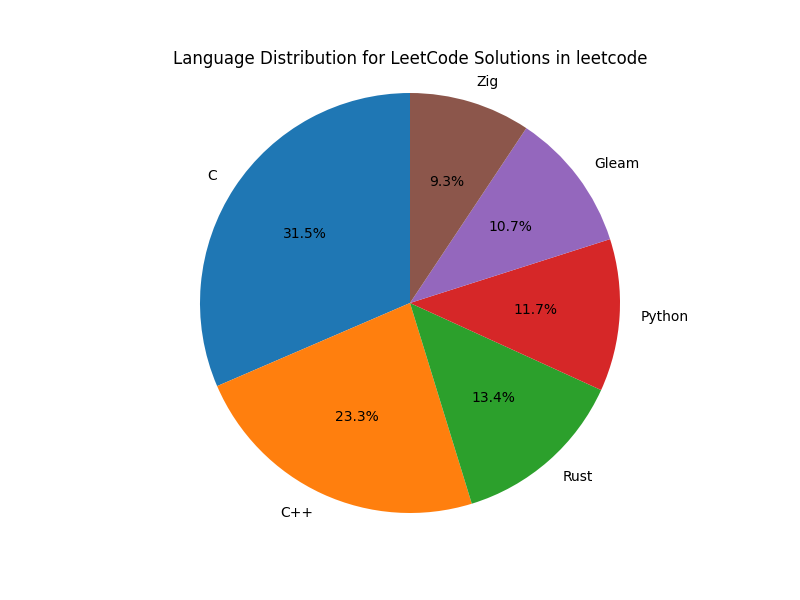 Language Distribution for LeetCode Solutions in leetcode
Zig
Gleam
C
9.3%
10.7%
31.5%
11.7%
Python
13.4%
23.3%
Rust
C++